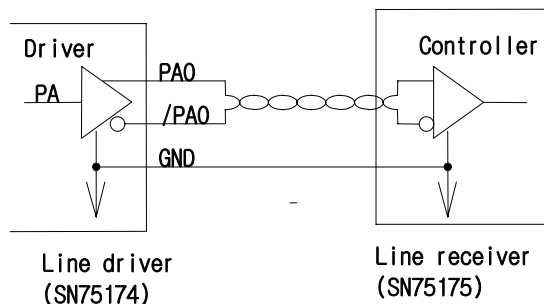 Driver
Controller
PAO
PA
/PAO
GND
Line driver
(SN75174)
Line receiver
(SN75175)